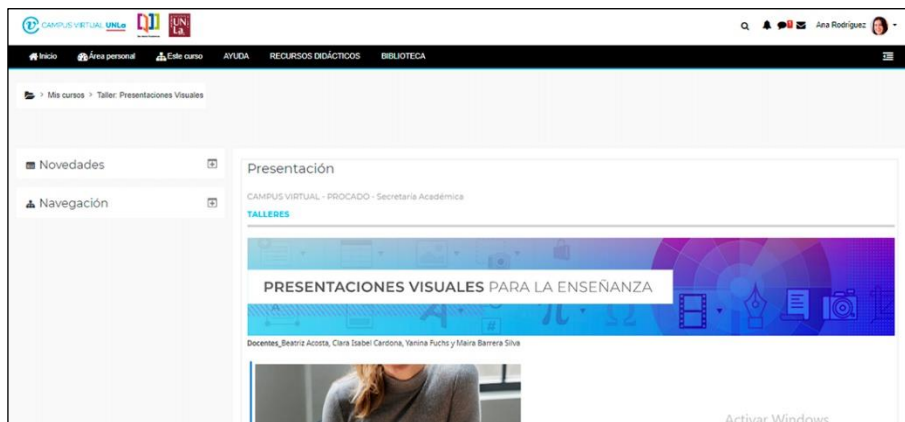 CAMPUS VIRTUAL UNLa UN La Ana Rodríguez
Inicio Área personal Este curso AYUDA RECURSOS DIDÁCTICOS BIBLIOTECA
> Mis cursos > Taller: Presentaciones Visuales
Novedades
Navegación
Presentación
CAMPUS VIRTUAL - PROCADO - Secretaría Académica
TALLERES
PRESENTACIONES VISUALES PARA LA ENSEÑANZA
Docentes_Beatriz Acosta, Clara Isabel Cardona, Yanina Fuchs y Maira Barrera Silva
Activar Windows